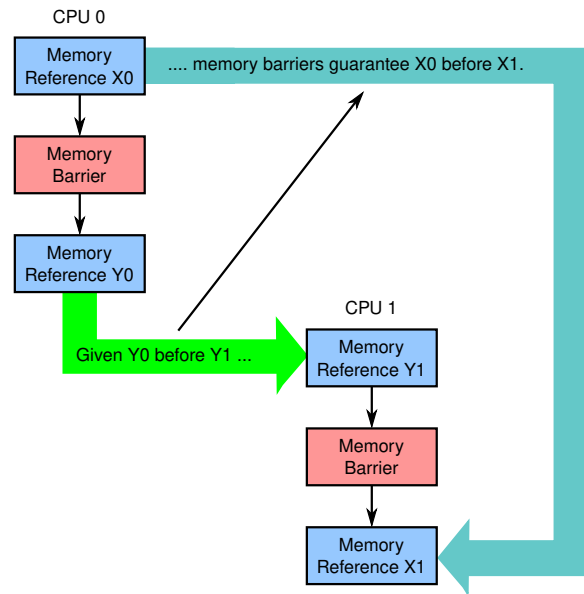 CPU 0
Memory
Reference X0
.... memory barriers guarantee X0 before X1.
Memory
Barrier
Memory
Reference Y0
CPU 1
Given Y0 before Y1 ...
Memory
Reference Y1
Memory
Barrier
Memory
Reference X1